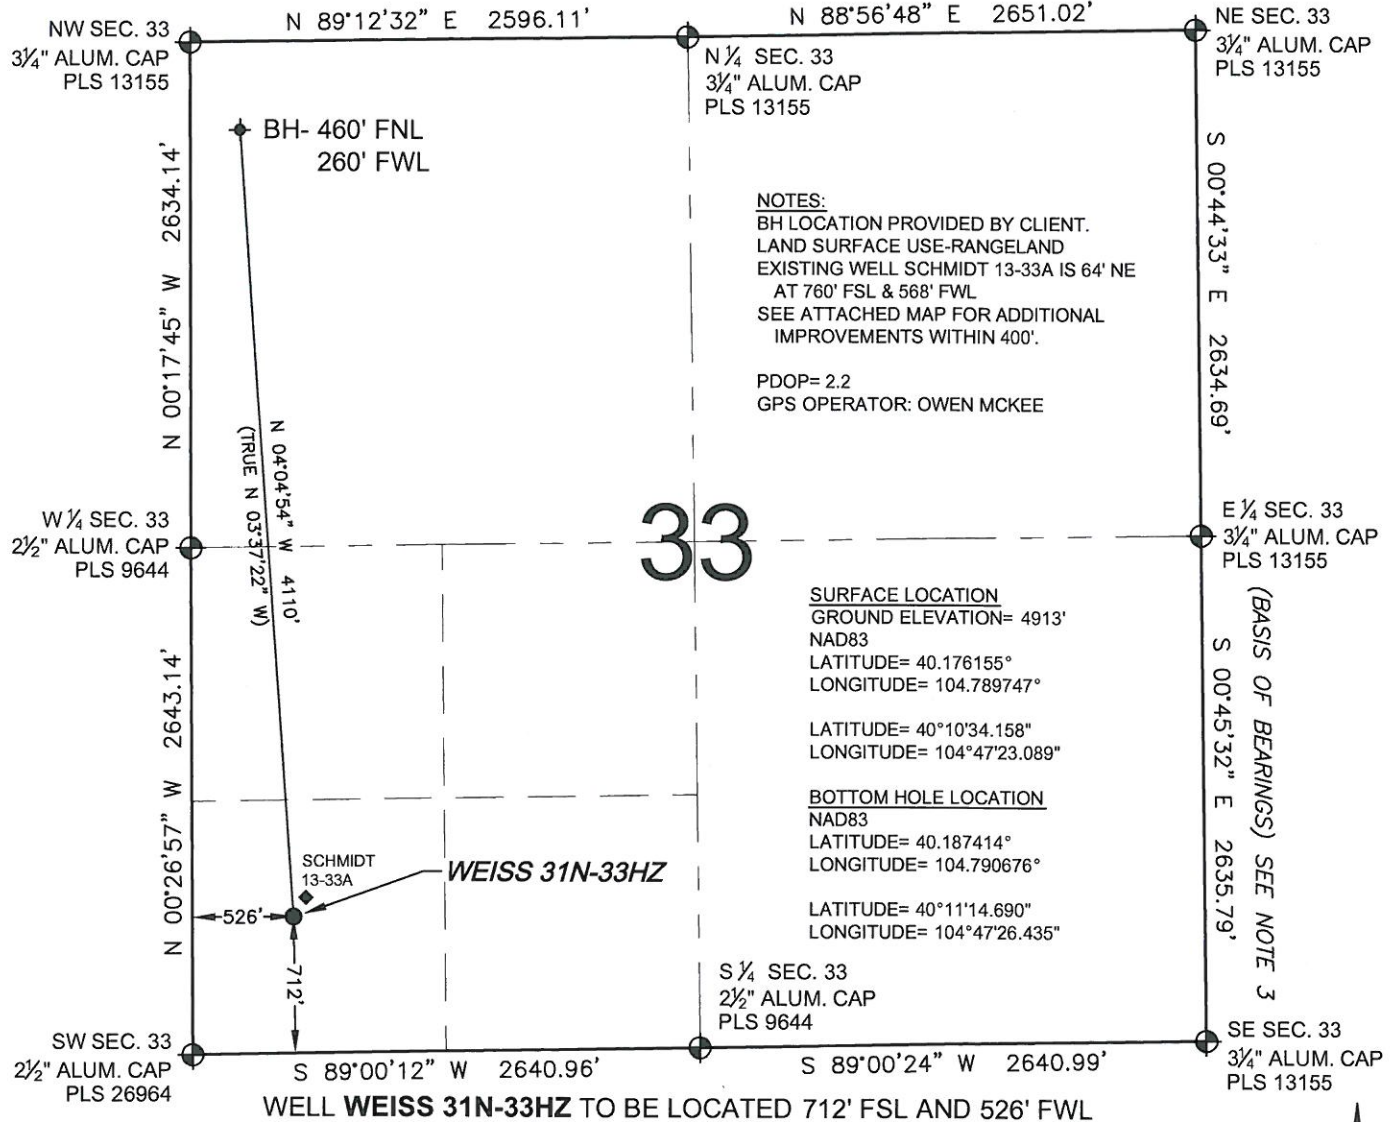 N 89°12'32" E 2596.11'
N 88°56'48" E 2651.02'
NW SEC. 33
3¼" ALUM. CAP
PLS 13155
N ¼ SEC. 33
3¼" ALUM. CAP
PLS 13155
NE SEC. 33
3¼" ALUM. CAP
PLS 13155
BH- 460' FNL
260' FWL
N 00°17'45" W 2634.14'
S 00°44'33" E 2634.69'
NOTES:
BH LOCATION PROVIDED BY CLIENT.
LAND SURFACE USE-RANGELAND
EXISTING WELL SCHMIDT 13-33A IS 64' NE
AT 760' FSL & 568' FWL
SEE ATTACHED MAP FOR ADDITIONAL
IMPROVEMENTS WITHIN 400'.
PDOP= 2.2
GPS OPERATOR: OWEN MCKEE
N 04°04'54" W 4110'
(TRUE N 03°37'22" W)
W ¼ SEC. 33
2½" ALUM. CAP
PLS 9644
33
E ¼ SEC. 33
3¼" ALUM. CAP
PLS 13155
SURFACE LOCATION
GROUND ELEVATION= 4913'
NAD83
LATITUDE= 40.176155°
LONGITUDE= 104.789747°
LATITUDE= 40°10'34.158"
LONGITUDE= 104°47'23.089"
BOTTOM HOLE LOCATION
NAD83
LATITUDE= 40.187414°
LONGITUDE= 104.790676°
LATITUDE= 40°11'14.690"
LONGITUDE= 104°47'26.435"
N 00°26'57" W 2643.14'
S 00°45'32" E 2635.79'
(BASIS OF BEARINGS) SEE NOTE 3
SCHMIDT
13-33A
WEISS 31N-33HZ
526'
712'
SW SEC. 33
2½" ALUM. CAP
PLS 26964
S ¼ SEC. 33
2½" ALUM. CAP
PLS 9644
SE SEC. 33
3¼" ALUM. CAP
PLS 13155
S 89°00'12" W 2640.96'
S 89°00'24" W 2640.99'
WELL WEISS 31N-33HZ TO BE LOCATED 712' FSL AND 526' FWL